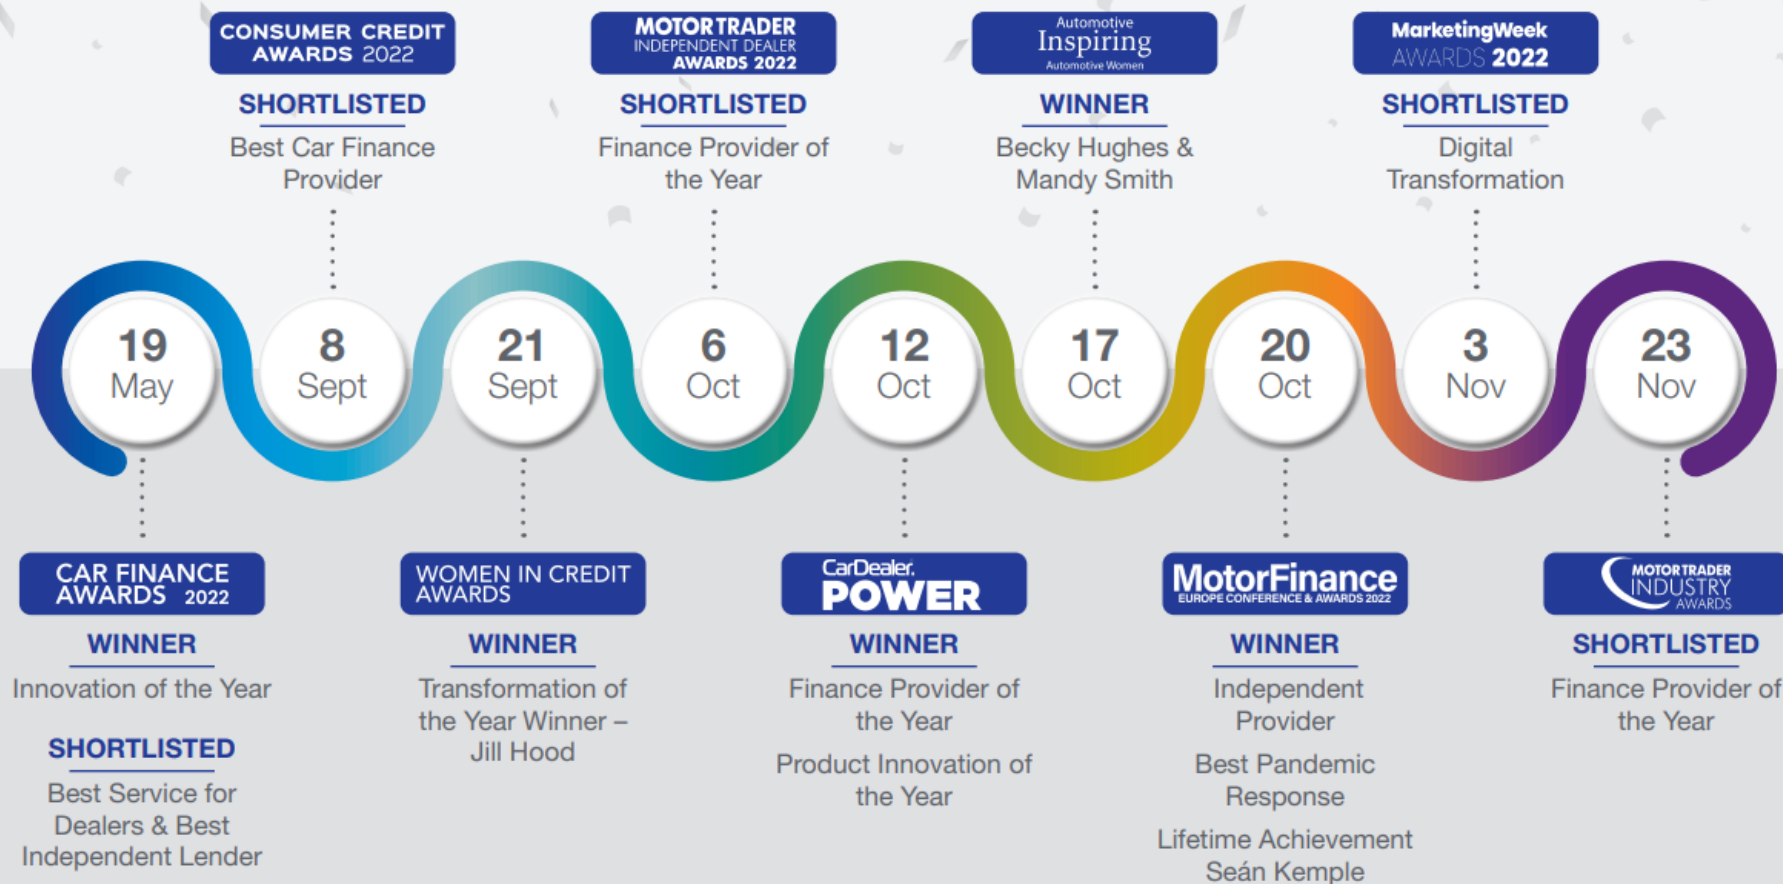 CONSUMER CREDIT
AWARDS 2022
SHORTLISTED
Best Car Finance
Provider
MOTOR TRADER
INDEPENDENT DEALER
AWARDS 2022
SHORTLISTED
Finance Provider of
the Year
Automotive
Inspiring
Automotive Women
WINNER
Becky Hughes &
Mandy Smith
MarketingWeek
AWARDS 2022
SHORTLISTED
Digital
Transformation
19
May
8
Sept
21
Sept
6
Oct
12
Oct
17
Oct
20
Oct
3
Nov
23
Nov
CAR FINANCE
AWARDS 2022
WINNER
Innovation of the Year
SHORTLISTED
Best Service for
Dealers & Best
Independent Lender
WOMEN IN CREDIT
AWARDS
WINNER
Transformation of
the Year Winner –
Jill Hood
CarDealer.
POWER
WINNER
Finance Provider of
the Year
Product Innovation of
the Year
MotorFinance
EUROPE CONFERENCE & AWARDS 2022
WINNER
Independent
Provider
Best Pandemic
Response
Lifetime Achievement
Seán Kemple
MOTOR TRADER
INDUSTRY
AWARDS
SHORTLISTED
Finance Provider of
the Year